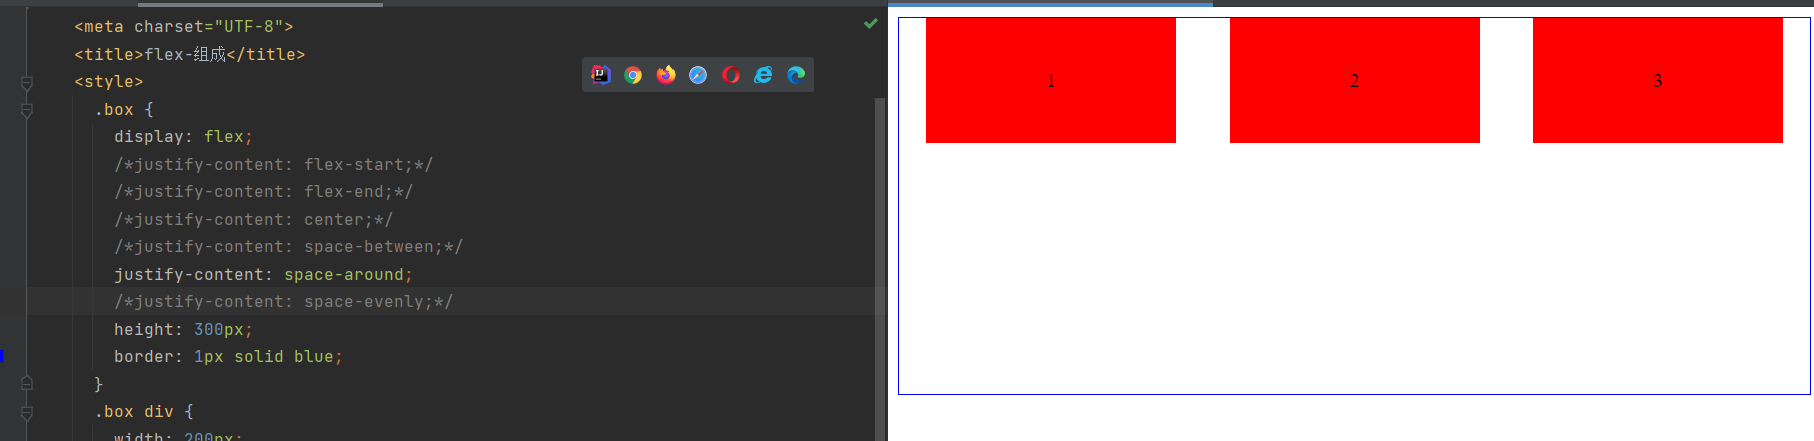 <meta charset="UTF-8">
<title>flex-组成</title>
<style>
.box {
display: flex;
/*justify-content: flex-start;*/
/*justify-content: flex-end;*/
/*justify-content: center;*/
/*justify-content: space-between;*/
justify-content: space-around;
/*justify-content: space-evenly;*/
height: 300px;
border: 1px solid blue;
}
.box div {
width: 200px;
1
2
3